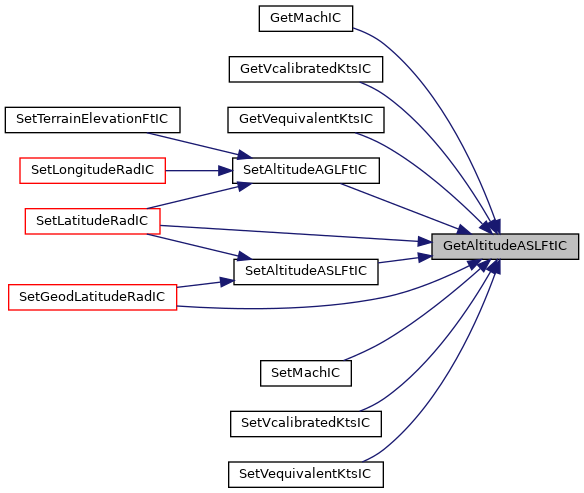 GetMachIC
GetVcalibratedKtsIC
GetVequivalentKtsIC
SetTerrainElevationFtIC
SetLongitudeRadIC
SetAltitudeAGLFtIC
SetLatitudeRadIC
GetAltitudeASLFtIC
SetAltitudeASLFtIC
SetGeodLatitudeRadIC
SetMachIC
SetVcalibratedKtsIC
SetVequivalentKtsIC